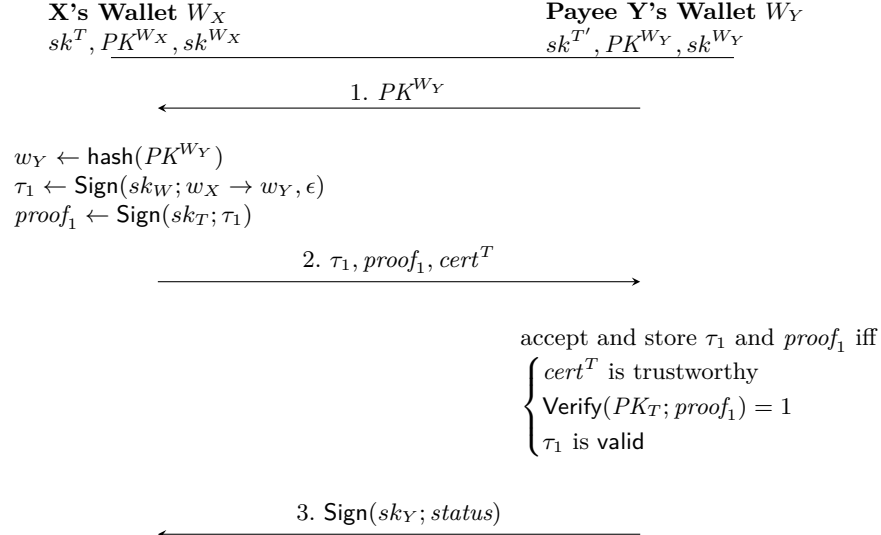 X's Wallet W_X
sk^T, PK^{W_X}, sk^{W_X}
Payee Y's Wallet W_Y
sk^{T'}, PK^{W_Y}, sk^{W_Y}
1. PK^{W_Y}
w_Y ← hash(PK^{W_Y})
τ_1 ← Sign(sk_W; w_X → w_Y, ϵ)
proof_1 ← Sign(sk_T; τ_1)
2. τ_1, proof_1, cert^T
accept and store τ_1 and proof_1 iff
cert^T is trustworthy
Verify(PK_T; proof_1) = 1
τ_1 is valid
3. Sign(sk_Y; status)